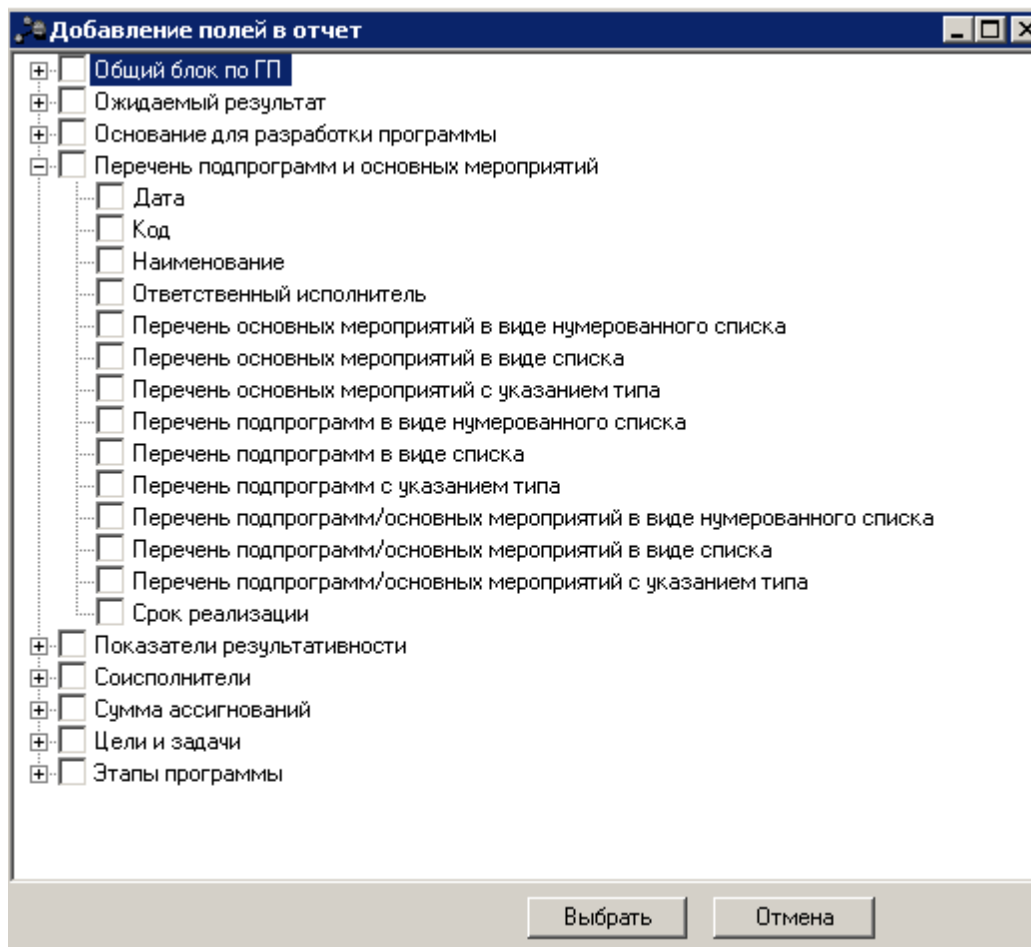 Добавление полей в отчет
Общий блок по ГП
Ожидаемый результат
Основание для разработки программы
Перечень подпрограмм и основных мероприятий
Дата
Код
Наименование
Ответственный исполнитель
Перечень основных мероприятий в виде нумерованного списка
Перечень основных мероприятий в виде списка
Перечень основных мероприятий с указанием типа
Перечень подпрограмм в виде нумерованного списка
Перечень подпрограмм в виде списка
Перечень подпрограмм с указанием типа
Перечень подпрограмм/основных мероприятий в виде нумерованного списка
Перечень подпрограмм/основных мероприятий в виде списка
Перечень подпрограмм/основных мероприятий с указанием типа
Срок реализации
Показатели результативности
Соисполнители
Сумма ассигнований
Цели и задачи
Этапы программы
Выбрать Отмена